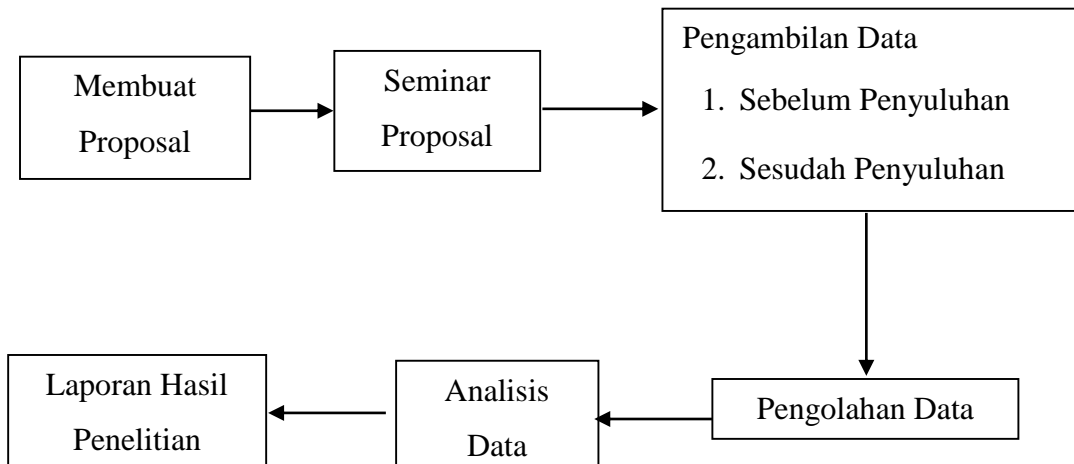 Membuat
Proposal
Seminar
Proposal
Pengambilan Data
1. Sebelum Penyuluhan
2. Sesudah Penyuluhan
Pengolahan Data
Analisis
Data
Laporan Hasil
Penelitian